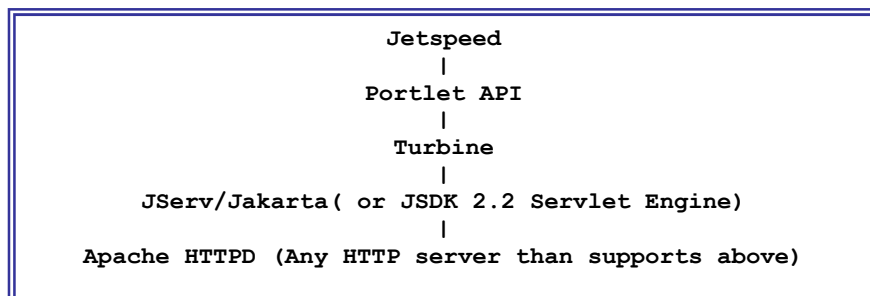 Jetspeed
|
Portlet API
|
Turbine
|
JServ/Jakarta( or JSDK 2.2 Servlet Engine)
|
Apache HTTPD (Any HTTP server than supports above)